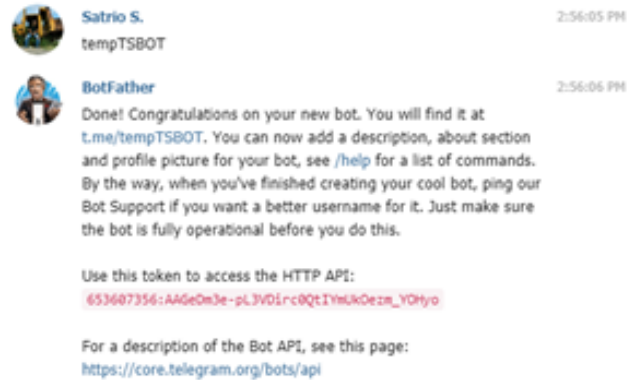 Satrio S. 2:56:05 PM
tempTSBOT
BotFather 2:56:06 PM
Done! Congratulations on your new bot. You will find it at
t.me/tempTSBOT. You can now add a description, about section
and profile picture for your bot, see /help for a list of commands.
By the way, when you've finished creating your cool bot, ping our
Bot Support if you want a better username for it. Just make sure
the bot is fully operational before you do this.
Use this token to access the HTTP API:
For a description of the Bot API, see this page:
https://core.telegram.org/bots/api